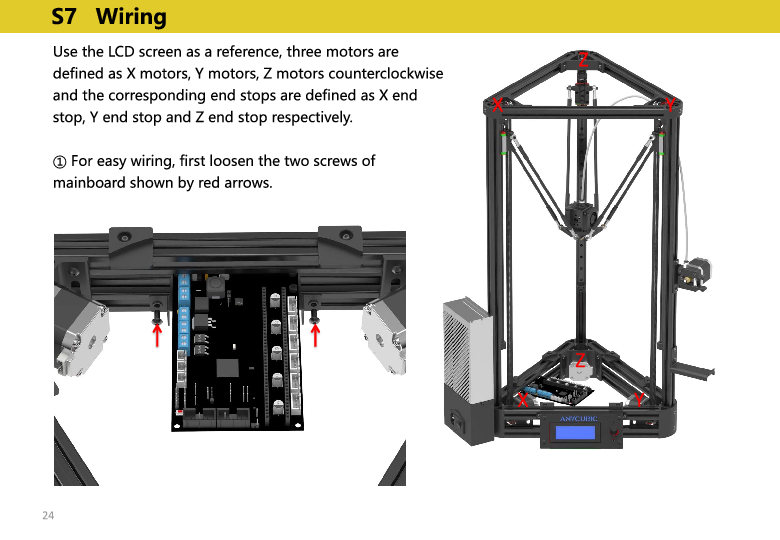 S7 Wiring
Use the LCD screen as a reference, three motors are
defined as X motors, Y motors, Z motors counterclockwise
and the corresponding end stops are defined as X end
stop, Y end stop and Z end stop respectively.
① For easy wiring, first loosen the two screws of
mainboard shown by red arrows.
Z
X
Y
Z
X
Y
ANYCUBIC
24